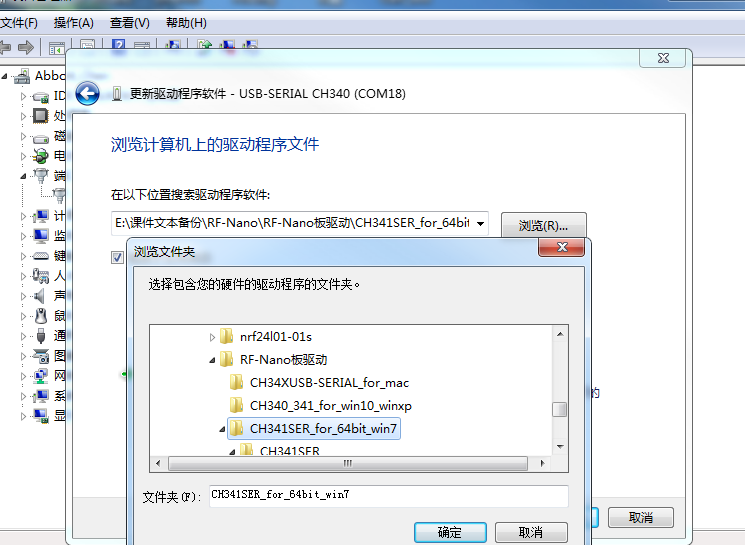 文件(F) 操作(A) 查看(V) 帮助(H)
更新驱动程序软件 - USB-SERIAL CH340 (COM18)
浏览计算机上的驱动程序文件
在以下位置搜索驱动程序软件:
E:\课件文本备份\RF-Nano\RF-Nano板驱动\CH341SER_for_64bit
浏览(R)...
浏览文件夹
选择包含您的硬件的驱动程序的文件夹。
nrf24l01-01s
RF-Nano板驱动
CH34XUSB-SERIAL_for_mac
CH340_341_for_win10_winxp
CH341SER_for_64bit_win7
CH341SER
文件夹(F): CH341SER_for_64bit_win7
确定 取消
取消
的
Abbo
ID
处
磁
电
端
计
监
键
人
声
鼠
通
图
网
系
显